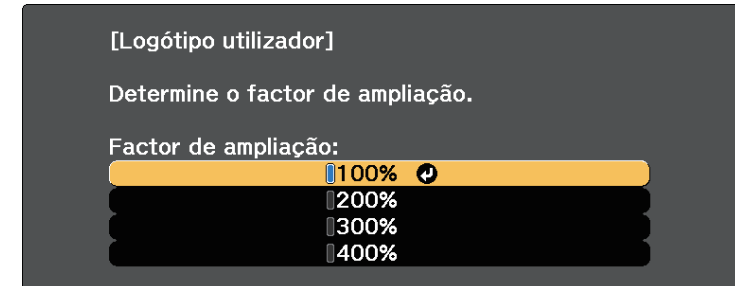 [Logótipo utilizador]
Determine o factor de ampliação.
Factor de ampliação:
100%
200%
300%
400%